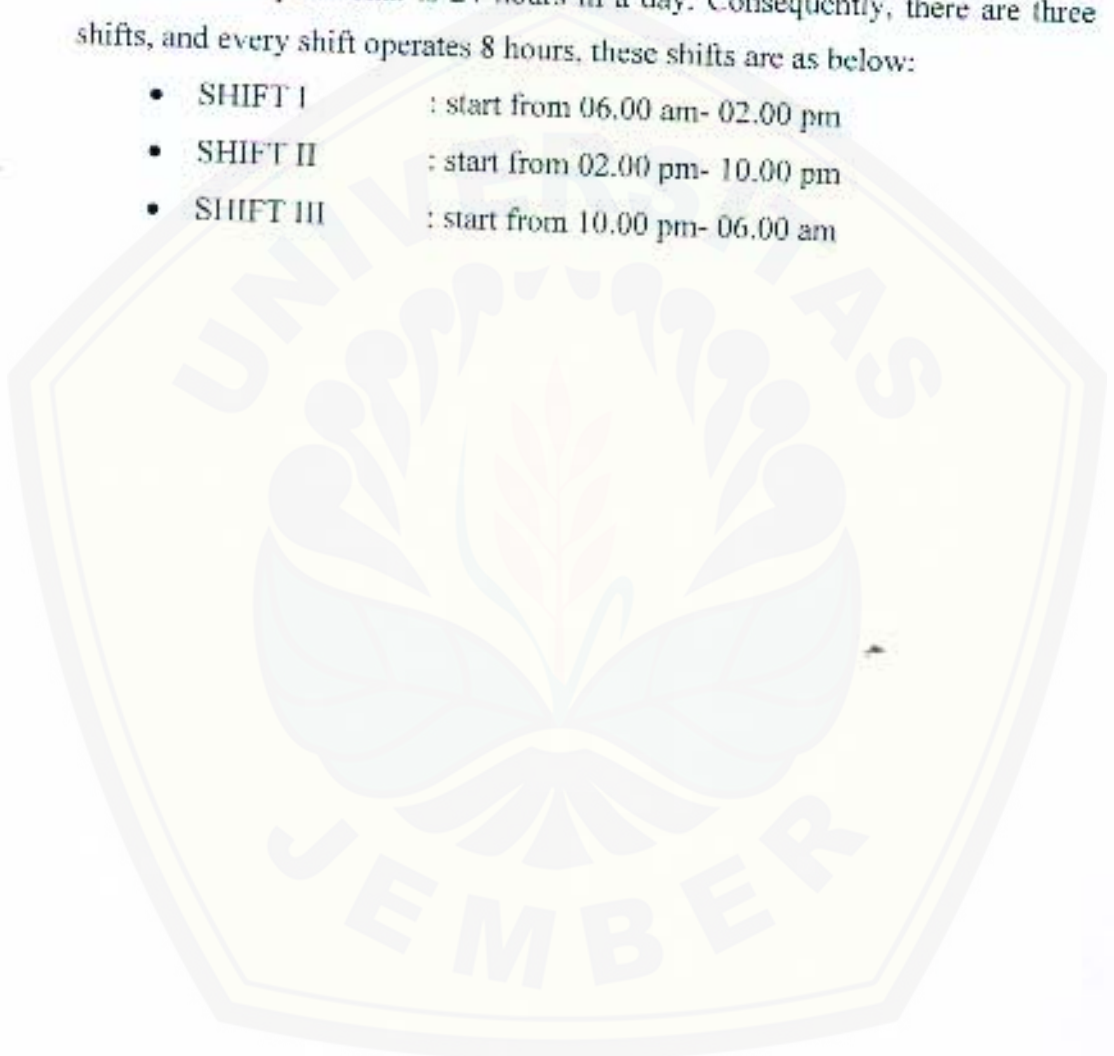 hours in a day. Consequently, there are three
shifts, and every shift operates 8 hours, these shifts are as below:
• SHIFT I : start from 06.00 am- 02.00 pm
• SHIFT II : start from 02.00 pm- 10.00 pm
• SHIFT III : start from 10.00 pm- 06.00 am
UNIVERSITAS
JEMBER